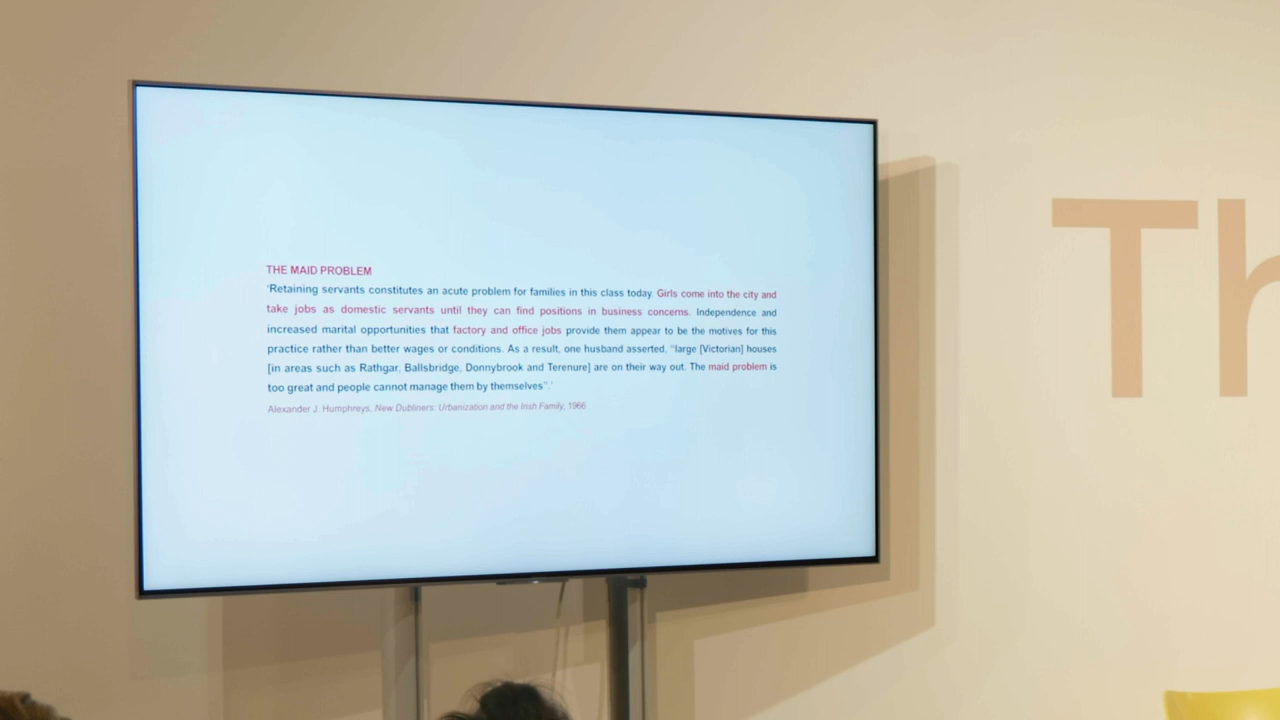 THE MAID PROBLEM
'Retaining servants constitutes an acute problem for families in this class today. Girls come into the city and
take jobs as domestic servants until they can find positions in business concerns. Independence and
increased marital opportunities that factory and office jobs provide them appear to be the motives for this
practice rather than better wages or conditions. As a result, one husband asserted, "large [Victorian] houses
[in areas such as Rathgar, Ballsbridge, Donnybrook and Terenure] are on their way out. The maid problem is
too great and people cannot manage them by themselves".'
Alexander J. Humphreys, New Dubliners: Urbanization and the Irish Family, 1966
Th